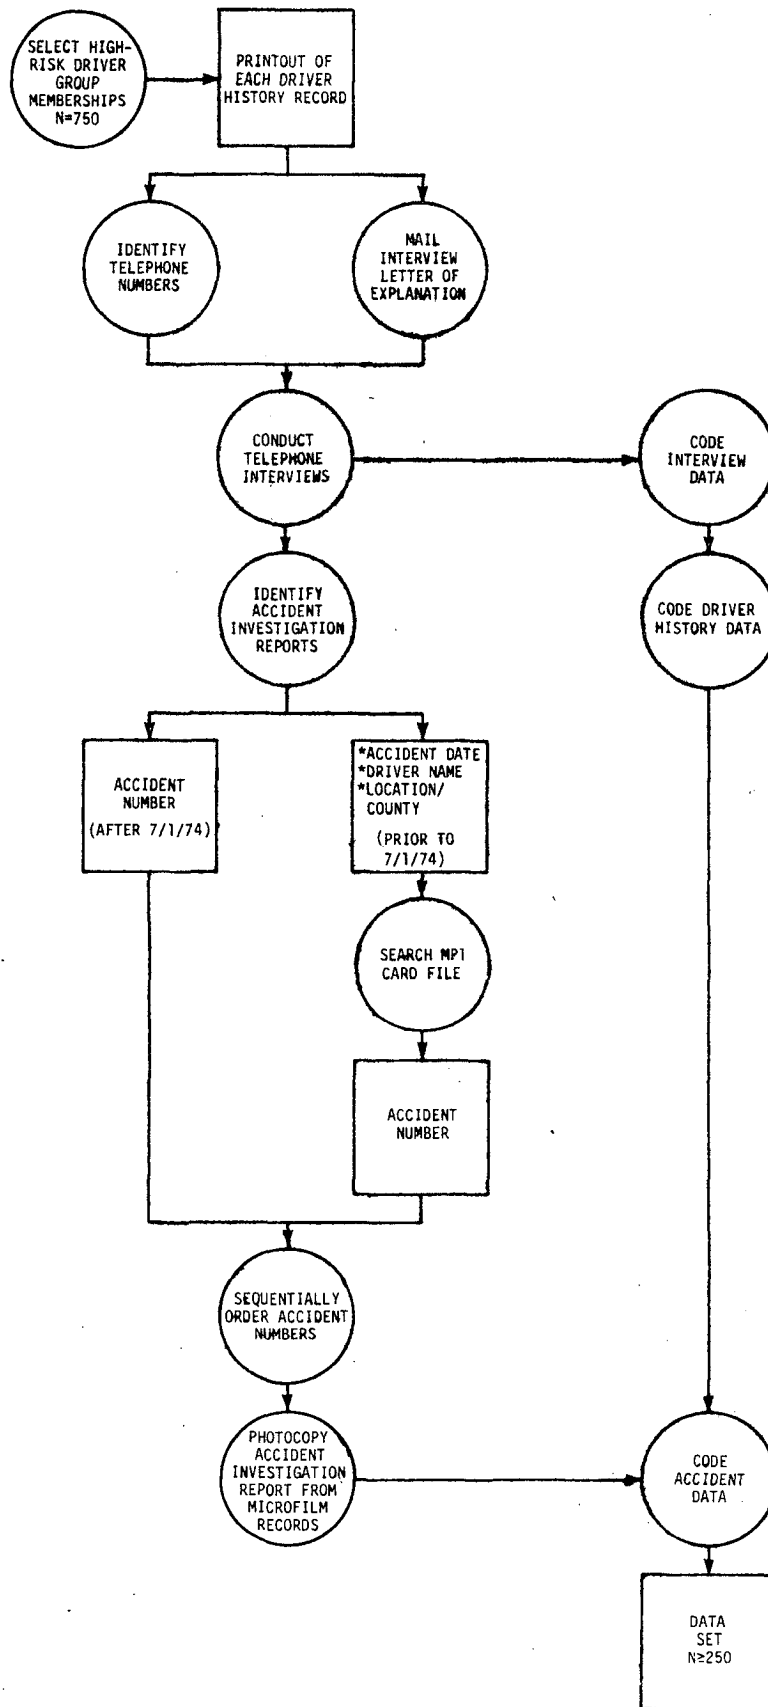 SELECT HIGH-
RISK DRIVER
GROUP
MEMBERSHIPS
N=750
PRINTOUT OF
EACH DRIVER
HISTORY RECORD
IDENTIFY
TELEPHONE
NUMBERS
MAIL
INTERVIEW
LETTER OF
EXPLANATION
CONDUCT
TELEPHONE
INTERVIEWS
CODE
INTERVIEW
DATA
IDENTIFY
ACCIDENT
INVESTIGATION
REPORTS
CODE DRIVER
HISTORY DATA
ACCIDENT
NUMBER
(AFTER 7/1/74)
*ACCIDENT DATE
*DRIVER NAME
*LOCATION/
COUNTY
(PRIOR TO
7/1/74)
SEARCH MPI
CARD FILE
ACCIDENT
NUMBER
SEQUENTIALLY
ORDER ACCIDENT
NUMBERS
PHOTOCOPY
ACCIDENT
INVESTIGATION
REPORT FROM
MICROFILM
RECORDS
CODE
ACCIDENT
DATA
DATA
SET
N≥250